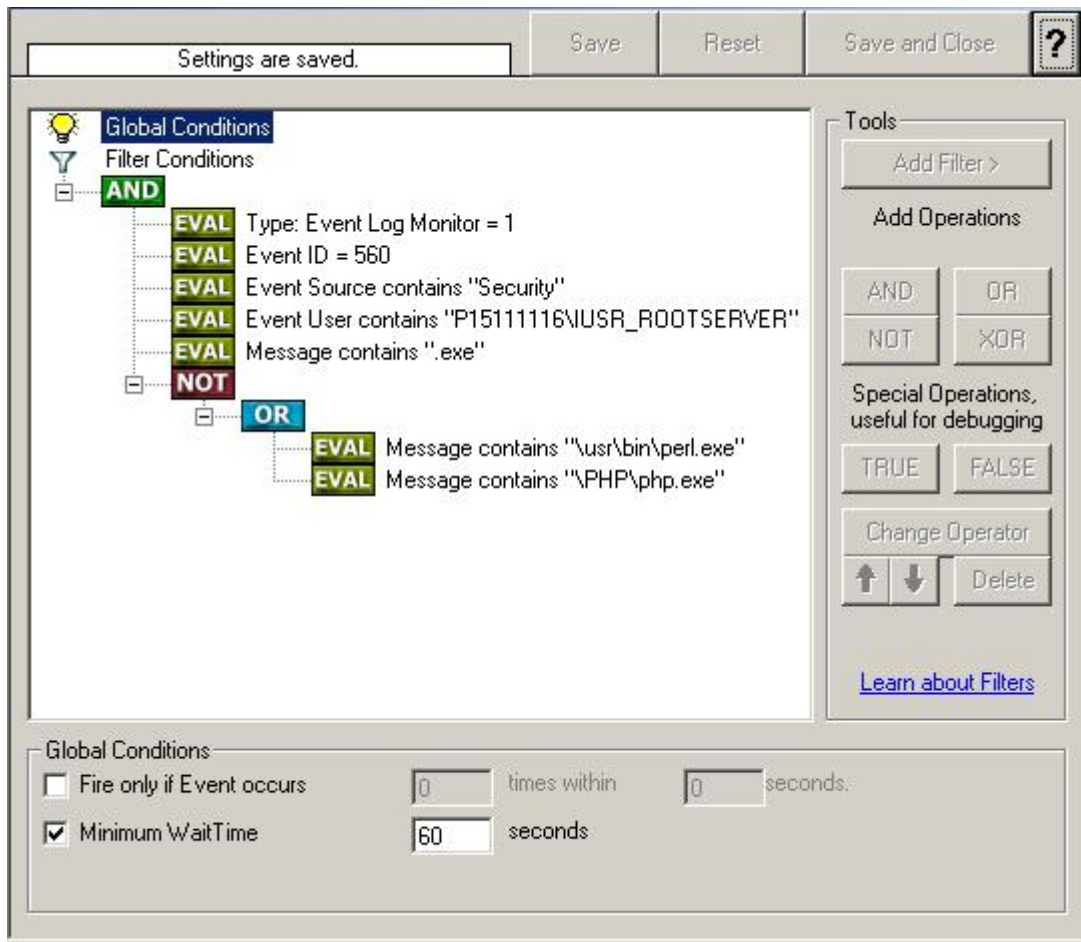 Settings are saved.
Save
Reset
Save and Close
?
Global Conditions
Filter Conditions
AND
EVAL Type: Event Log Monitor = 1
EVAL Event ID = 560
EVAL Event Source contains "Security"
EVAL Event User contains "P15111116\IUSR_ROOTSERVER"
EVAL Message contains ".exe"
NOT
OR
EVAL Message contains "\usr\bin\perl.exe"
EVAL Message contains "\PHP\php.exe"
Tools
Add Filter >
Add Operations
AND
OR
NOT
XOR
Special Operations,
useful for debugging
TRUE
FALSE
Change Operator
Delete
Learn about Filters
Global Conditions
Fire only if Event occurs 0 times within 0 seconds.
Minimum WaitTime 60 seconds